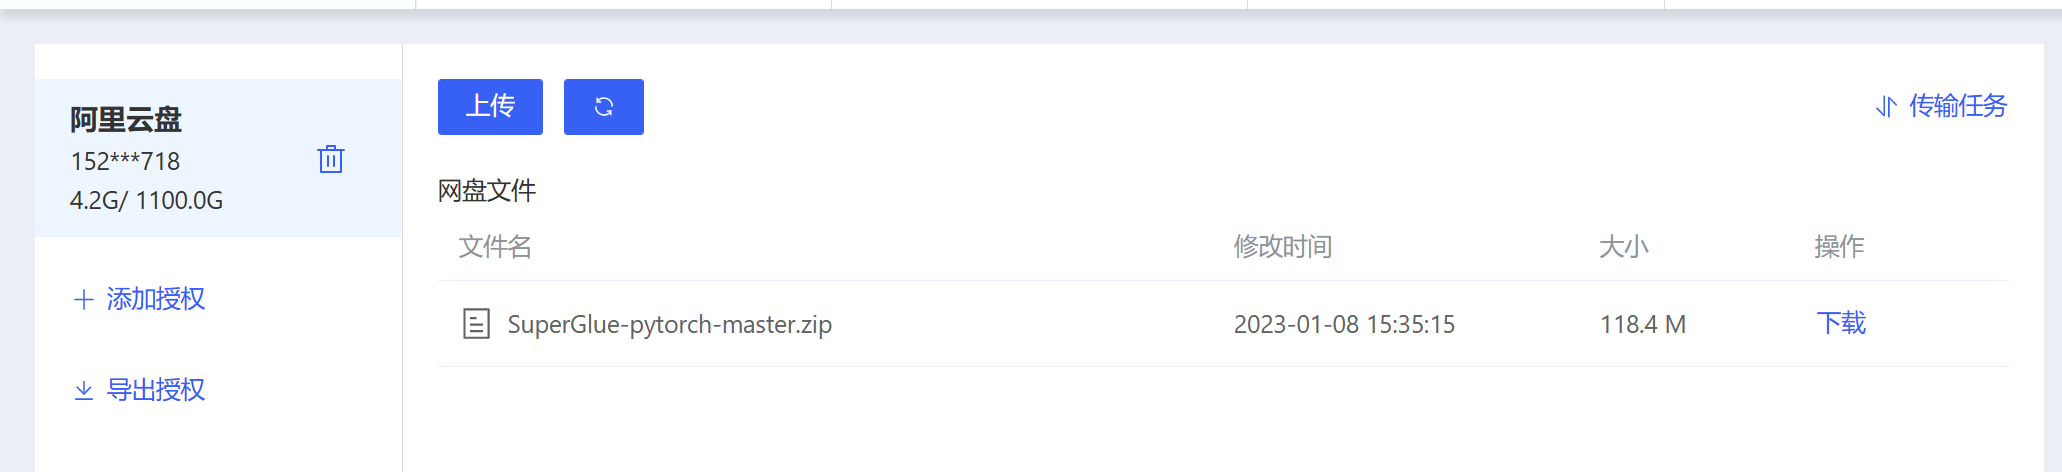 阿里云盘
152***718
4.2G/ 1100.0G
添加授权
导出授权
上传
传输任务
网盘文件
文件名 修改时间 大小 操作
SuperGlue-pytorch-master.zip 2023-01-08 15:35:15 118.4 M 下载